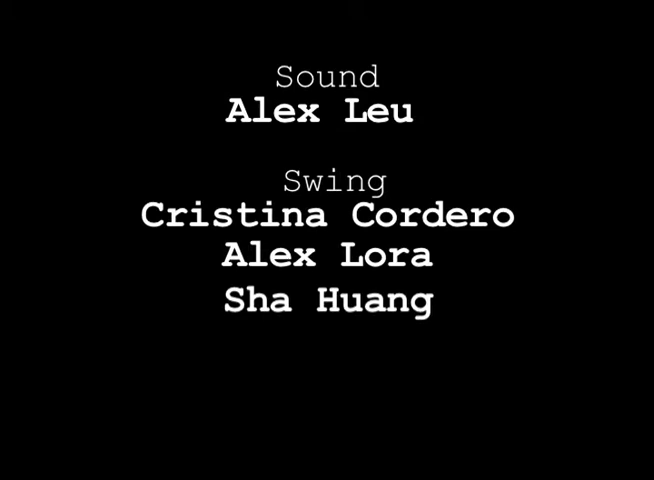 Sound
Alex Leu
Swing
Cristina Cordero
Alex Lora
Sha Huang